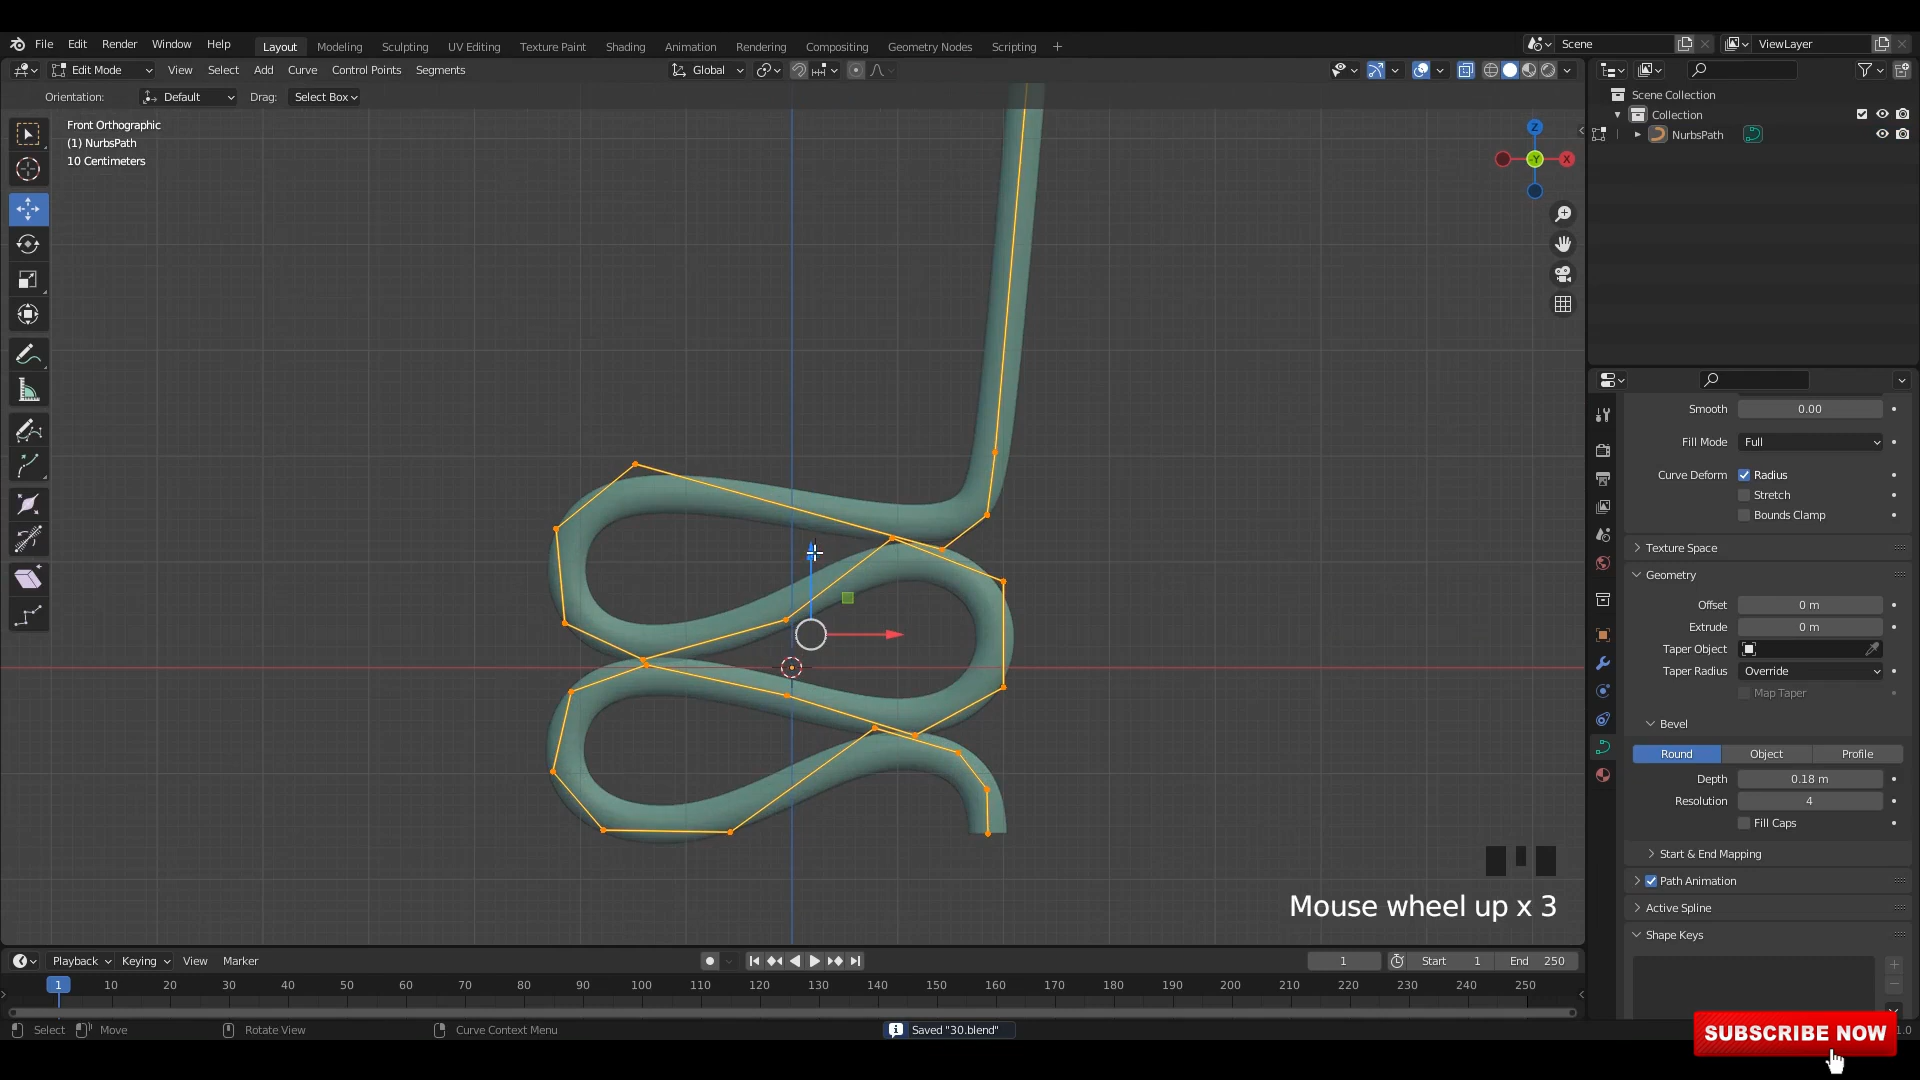 File Edit Render Window Help Layout Modeling Sculpting UV Editing Texture Paint Shading Animation Rendering Compositing Geometry Nodes Scripting + Scene ViewLayer
Edit Mode View Select Add Curve Control Points Segments Global
Orientation: Default Drag: Select Box
Front Orthographic
(1) NurbsPath
10 Centimeters
Z
Y
X
Scene Collection
Collection
NurbsPath
Smooth 0.00
Fill Mode Full
Curve Deform Radius
Stretch
Bounds Clamp
Texture Space
Geometry
Offset 0 m
Extrude 0 m
Taper Object
Taper Radius Override
Map Taper
Bevel
Round Object Profile
Depth 0.18 m
Resolution 4
Fill Caps
Start & End Mapping
Path Animation
Active Spline
Shape Keys
Mouse wheel up x 3
Playback Keying View Marker 1 Start 1 End 250
1 10 20 30 40 50 60 70 80 90 100 110 120 130 140 150 160 170 180 190 200 210 220 230 240 250
Select Move Rotate View Curve Context Menu Saved "30.blend"
SUBSCRIBE NOW